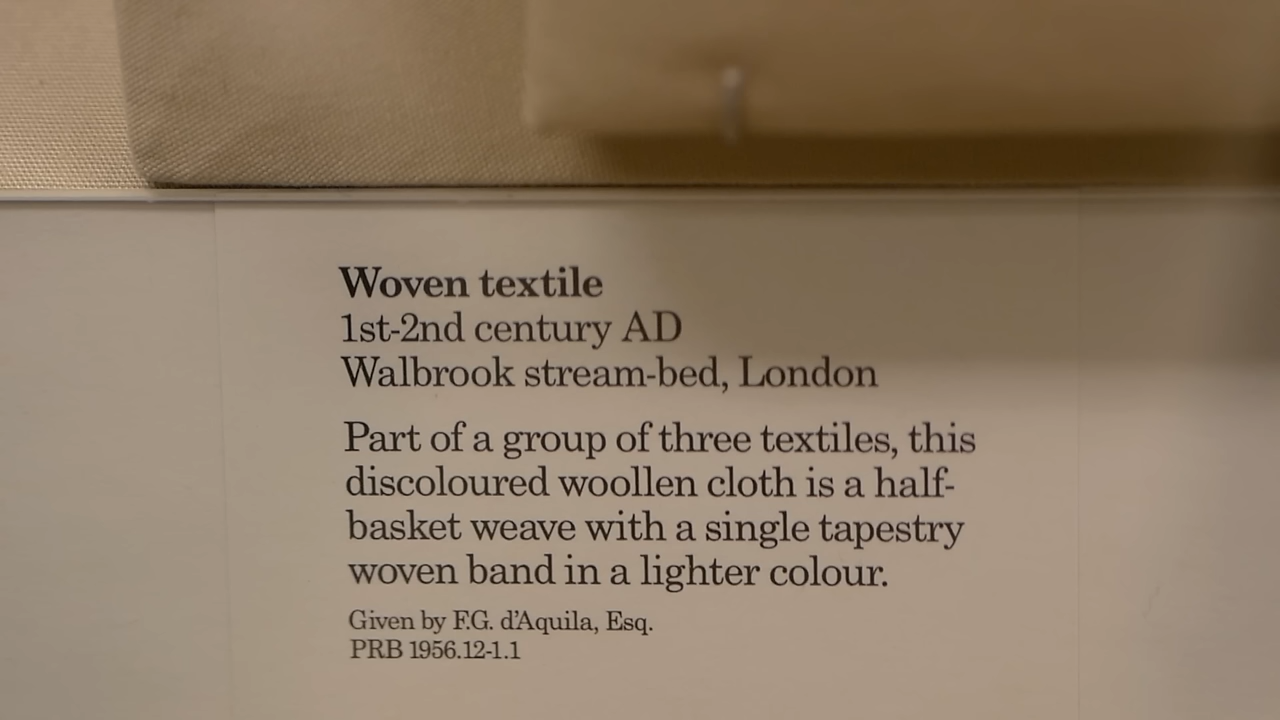 Woven textile
1st-2nd century AD
Walbrook stream-bed, London
Part of a group of three textiles, this
discoloured woollen cloth is a half-
basket weave with a single tapestry
woven band in a lighter colour.
Given by F.G. d'Aquila, Esq.
PRB 1956.12-1.1